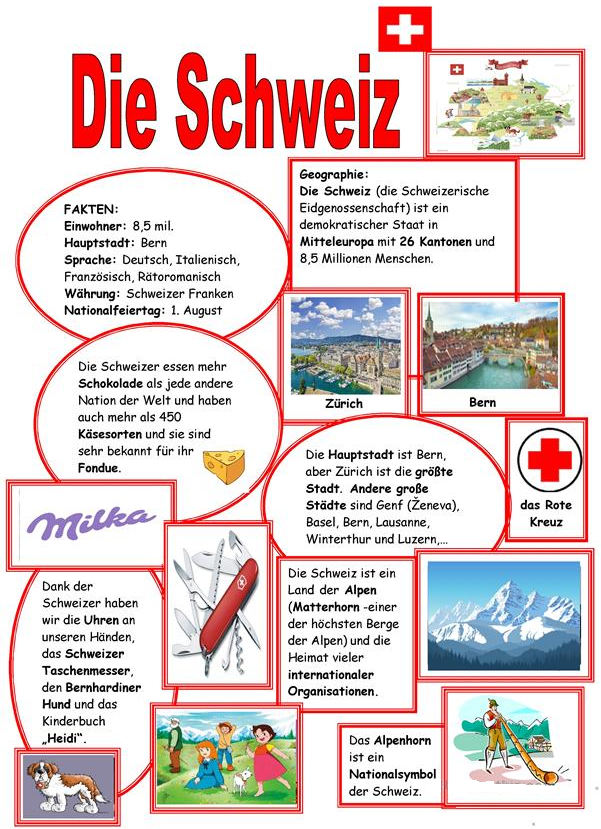 Die Schweiz
Geographie:
Die Schweiz (die Schweizerische
Eidgenossenschaft) ist ein
demokratischer Staat in
Mitteleuropa mit 26 Kantonen und
8,5 Millionen Menschen.
FAKTEN:
Einwohner: 8,5 mil.
Hauptstadt: Bern
Sprache: Deutsch, Italienisch,
Französisch, Rätoromanisch
Währung: Schweizer Franken
Nationalfeiertag: 1. August
Zürich
Bern
Die Schweizer essen mehr
Schokolade als jede andere
Nation der Welt und haben
auch mehr als 450
Käsesorten und sie sind
sehr bekannt für ihr
Fondue.
Die Hauptstadt ist Bern,
aber Zürich ist die größte
Stadt. Andere große
Städte sind Genf (Ženeva),
Basel, Bern, Lausanne,
Winterthur und Luzern,...
das Rote
Kreuz
Milka
Dank der
Schweizer haben
wir die Uhren an
unseren Händen,
das Schweizer
Taschenmesser,
den Bernhardiner
Hund und das
Kinderbuch
„Heidi“.
Die Schweiz ist ein
Land der Alpen
(Matterhorn -einer
der höchsten Berge
der Alpen) und die
Heimat vieler
internationaler
Organisationen.
Das Alpenhorn
ist ein
Nationalsymbol
der Schweiz.